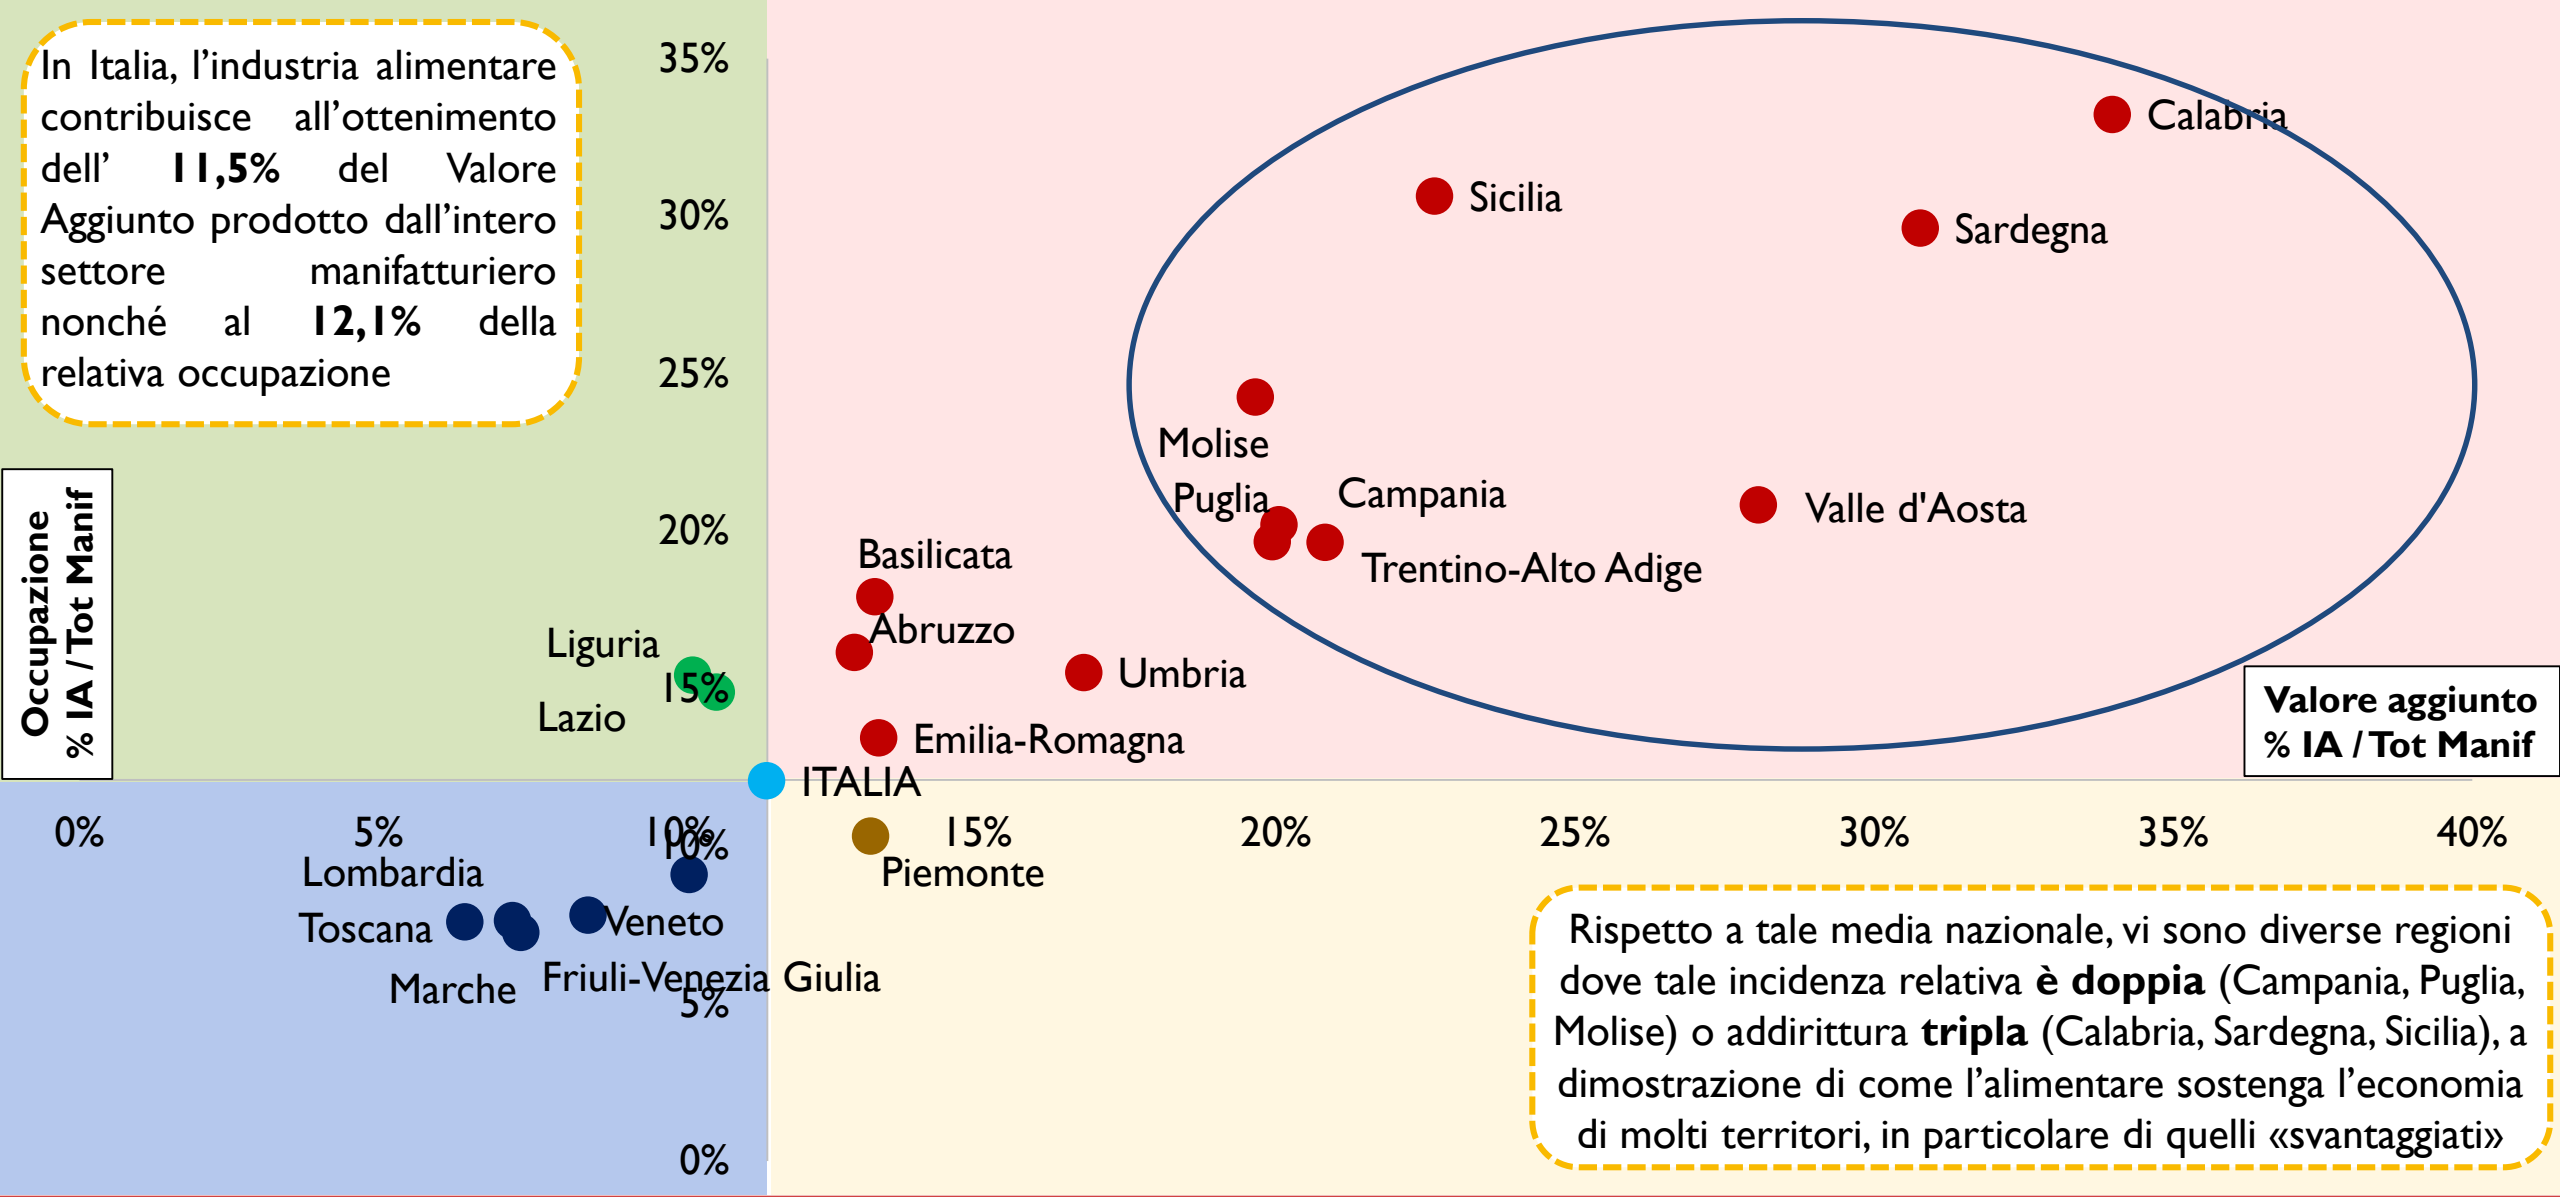 In Italia, l’industria alimentare
contribuisce all’ottenimento
dell’ 11,5% del Valore
Aggiunto prodotto dall’intero
settore manifatturiero
nonché al 12,1% della
relativa occupazione
35%
30%
25%
20%
15%
10%
5%
0%
Occupazione
% IA / Tot Manif
Calabria
Sicilia
Sardegna
Molise
Puglia
Campania
Valle d'Aosta
Trentino-Alto Adige
Basilicata
Abruzzo
Liguria
Umbria
Lazio
Emilia-Romagna
ITALIA
Valore aggiunto
% IA / Tot Manif
0%
5%
10%
15%
20%
25%
30%
35%
40%
Lombardia
Piemonte
Toscana
Veneto
Marche
Friuli-Venezia Giulia
Rispetto a tale media nazionale, vi sono diverse regioni
dove tale incidenza relativa è doppia (Campania, Puglia,
Molise) o addirittura tripla (Calabria, Sardegna, Sicilia), a
dimostrazione di come l’alimentare sostenga l’economia
di molti territori, in particolare di quelli «svantaggiati»